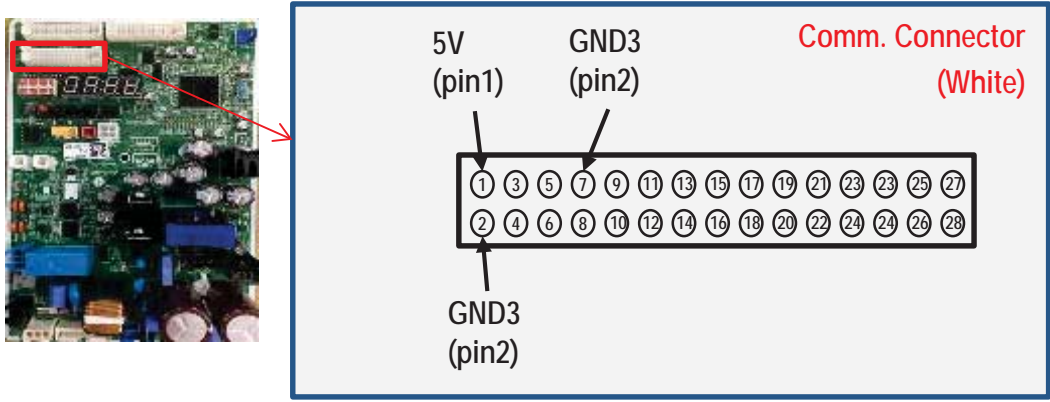 5V
(pin1)
GND3
(pin2)
Comm. Connector
(White)
1 3 5 7 9 11 13 15 17 19 21 23 23 25 27
2 4 6 8 10 12 14 16 18 20 22 24 24 26 28
GND3
(pin2)